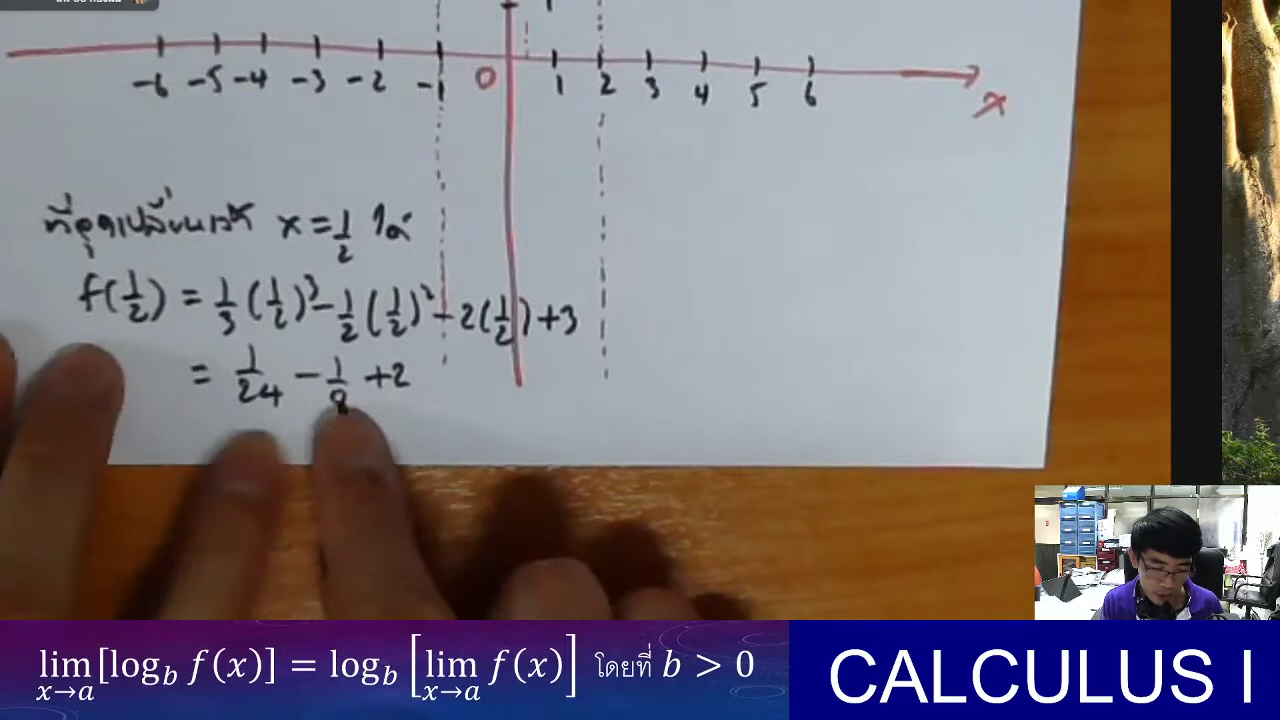 -6 -5 -4 -3 -2 -1 0 1 2 3 4 5 6
x
ที่จุดเปลี่ยนเว้า x = 1/2 ได้
f(1/2) = 1/3 (1/2)³ - 1/2 (1/2)² - 2(1/2) + 3
= 1/24 - 1/8 + 2
lim x→a [log_b f(x)] = log_b [lim x→a f(x)] โดยที่ b > 0
CALCULUS I